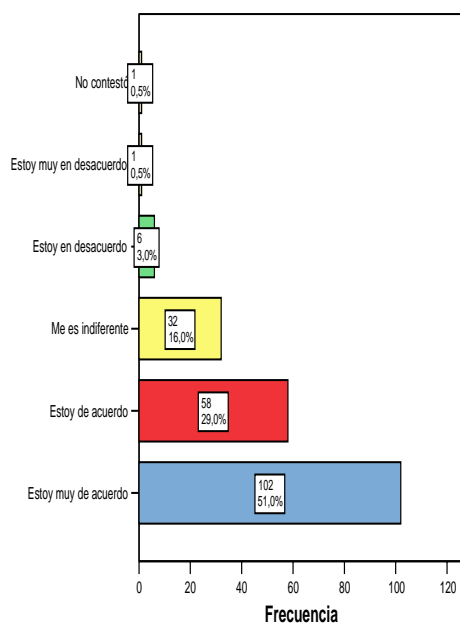 No contestó
1
0,5%
Estoy muy en desacuerdo
1
0,5%
Estoy en desacuerdo
6
3,0%
Me es indiferente
32
16,0%
Estoy de acuerdo
58
29,0%
Estoy muy de acuerdo
102
51,0%
0 20 40 60 80 100 120
Frecuencia